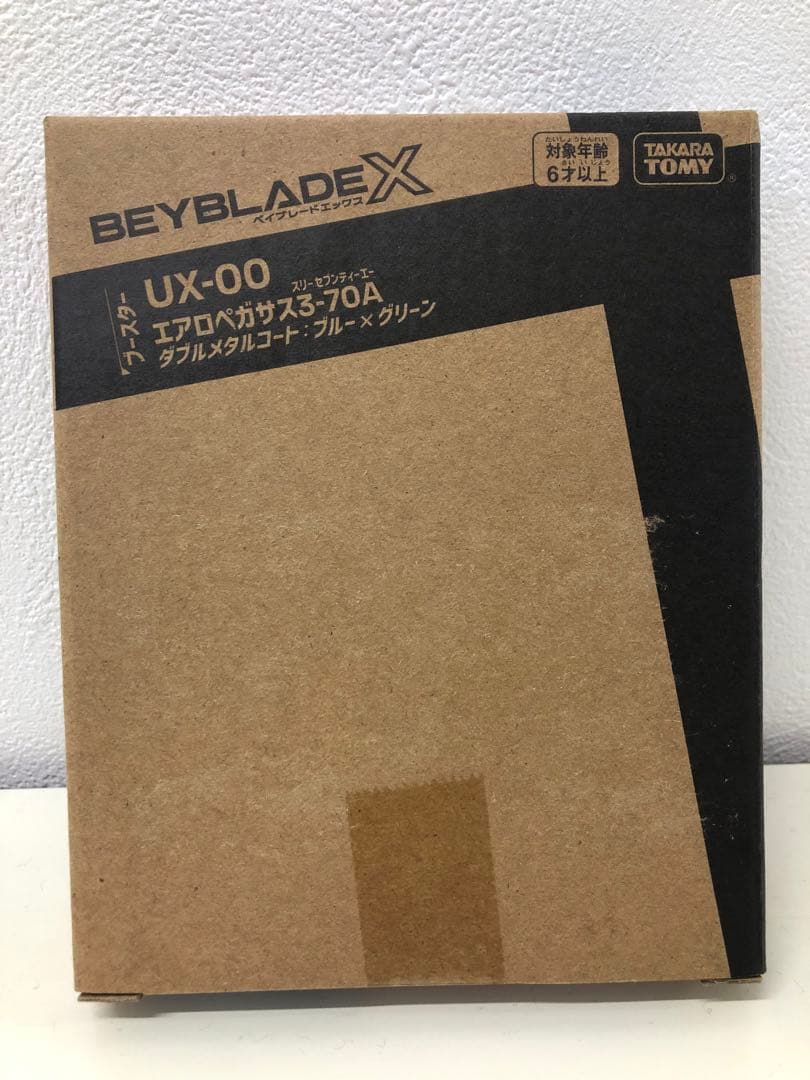 たいしょうねんれい
対象年齢
さい いじょう
6才以上
TAKARA
TOMY
BEYBLADE X
ベイブレードエックス
ブースター
UX-00
スリーセブンティーエー
エアロペガサス3-70A
ダブルメタルコート:ブルー×グリーン